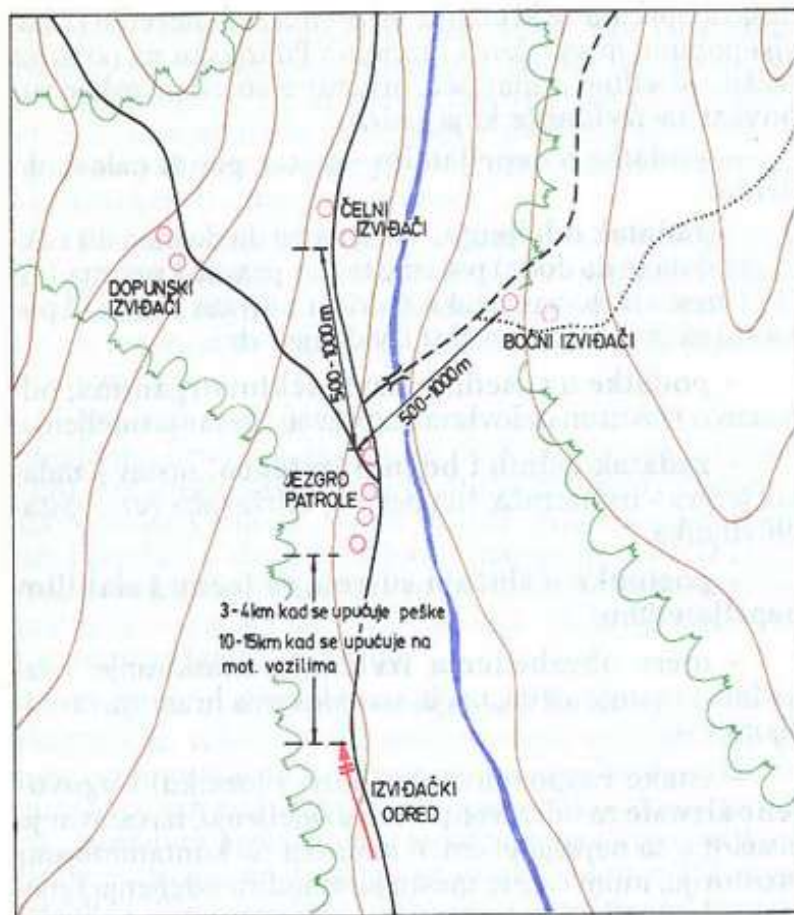 ČELNI
IZVIĐAČI
DOPUNSKI
IZVIĐAČI
500-1000m
BOČNI IZVIĐAČI
500-1000m
JEZGRO
PATROLE
3-4km kad se upućuje peške
10-15km kad se upućuje na
mot. vozilima
IZVIĐAČKI
ODRED